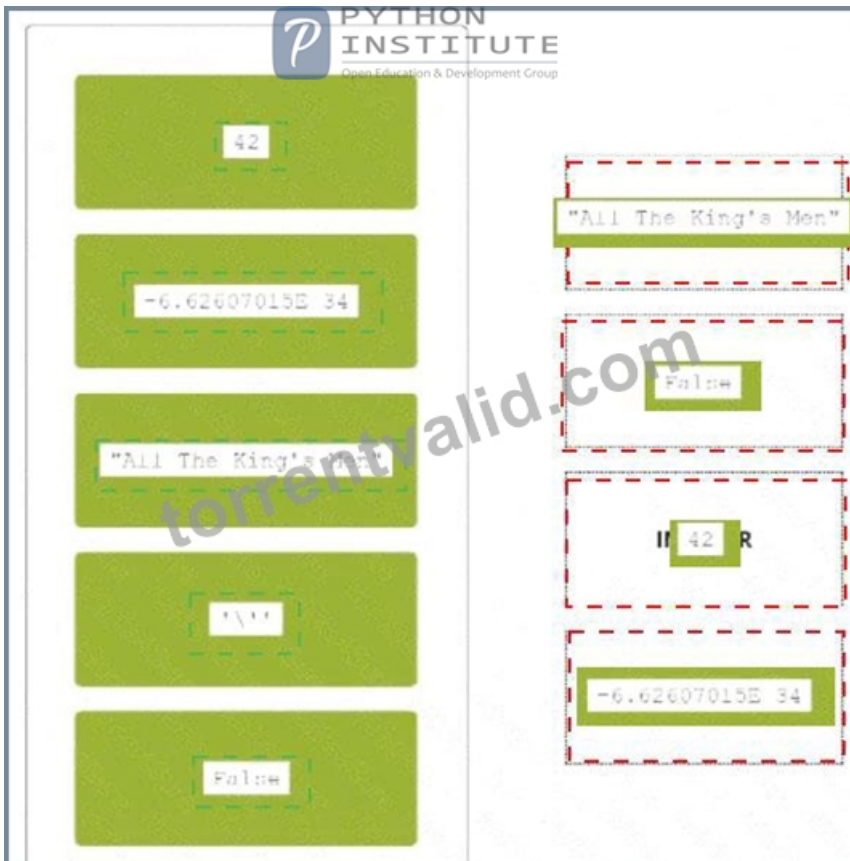 PYTHON
INSTITUTE
Open Education & Development Group
42
-6.62607015E 34
"All The King's Men"
'\''
False
"All The King's Men"
False
42
-6.62607015E 34
torrentvalid.com